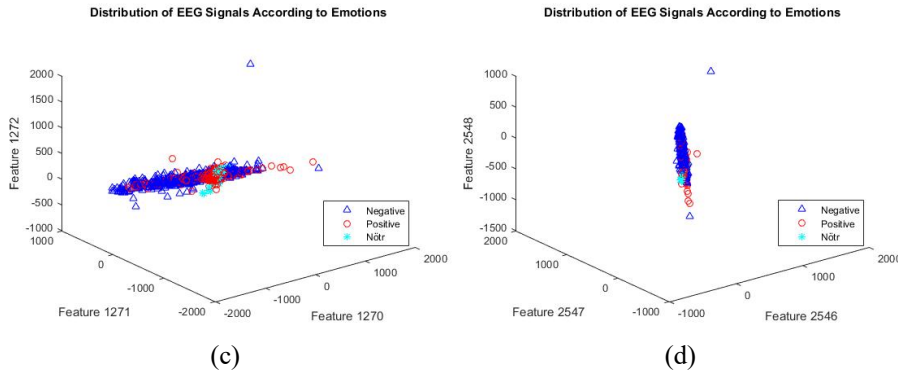 Distribution of EEG Signals According to Emotions
2000
1500
1000
500
0
-500
-1000
Feature 1272
1000
0
-1000
-2000
Feature 1271
-2000
-1000
0
1000
2000
Feature 1270
Negative
Positive
Nötr
(c)
Distribution of EEG Signals According to Emotions
1000
500
0
-500
-1000
-1500
Feature 2548
2000
1000
0
-1000
Feature 2547
-1000
0
1000
2000
Feature 2546
Negative
Positive
Nötr
(d)